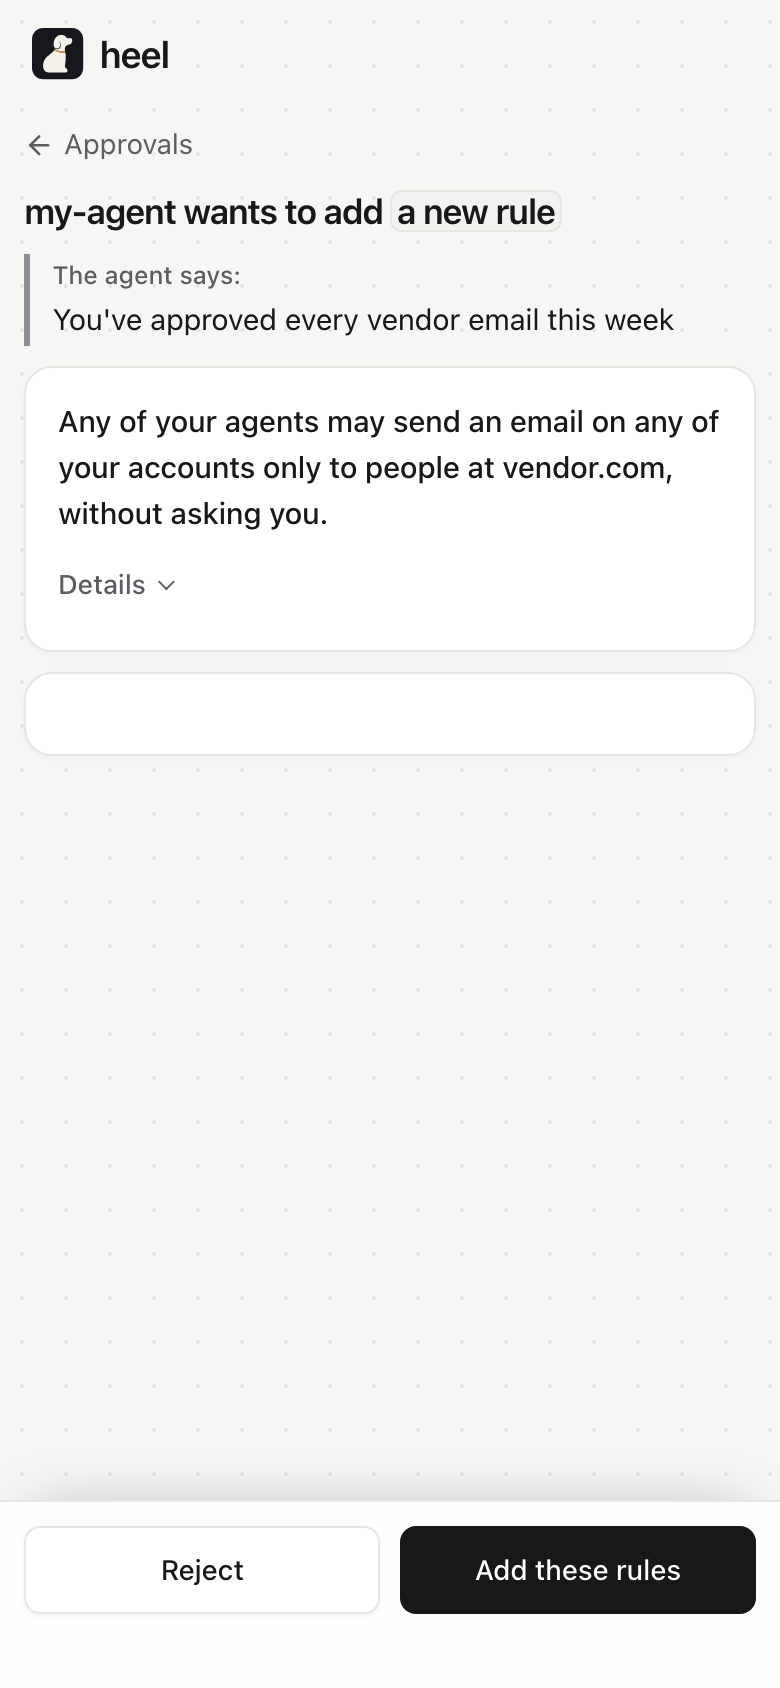 heel
Approvals
my-agent wants to add a new rule
The agent says:
You've approved every vendor email this week
Any of your agents may send an email on any of
your accounts only to people at vendor.com,
without asking you.
Details
Reject
Add these rules